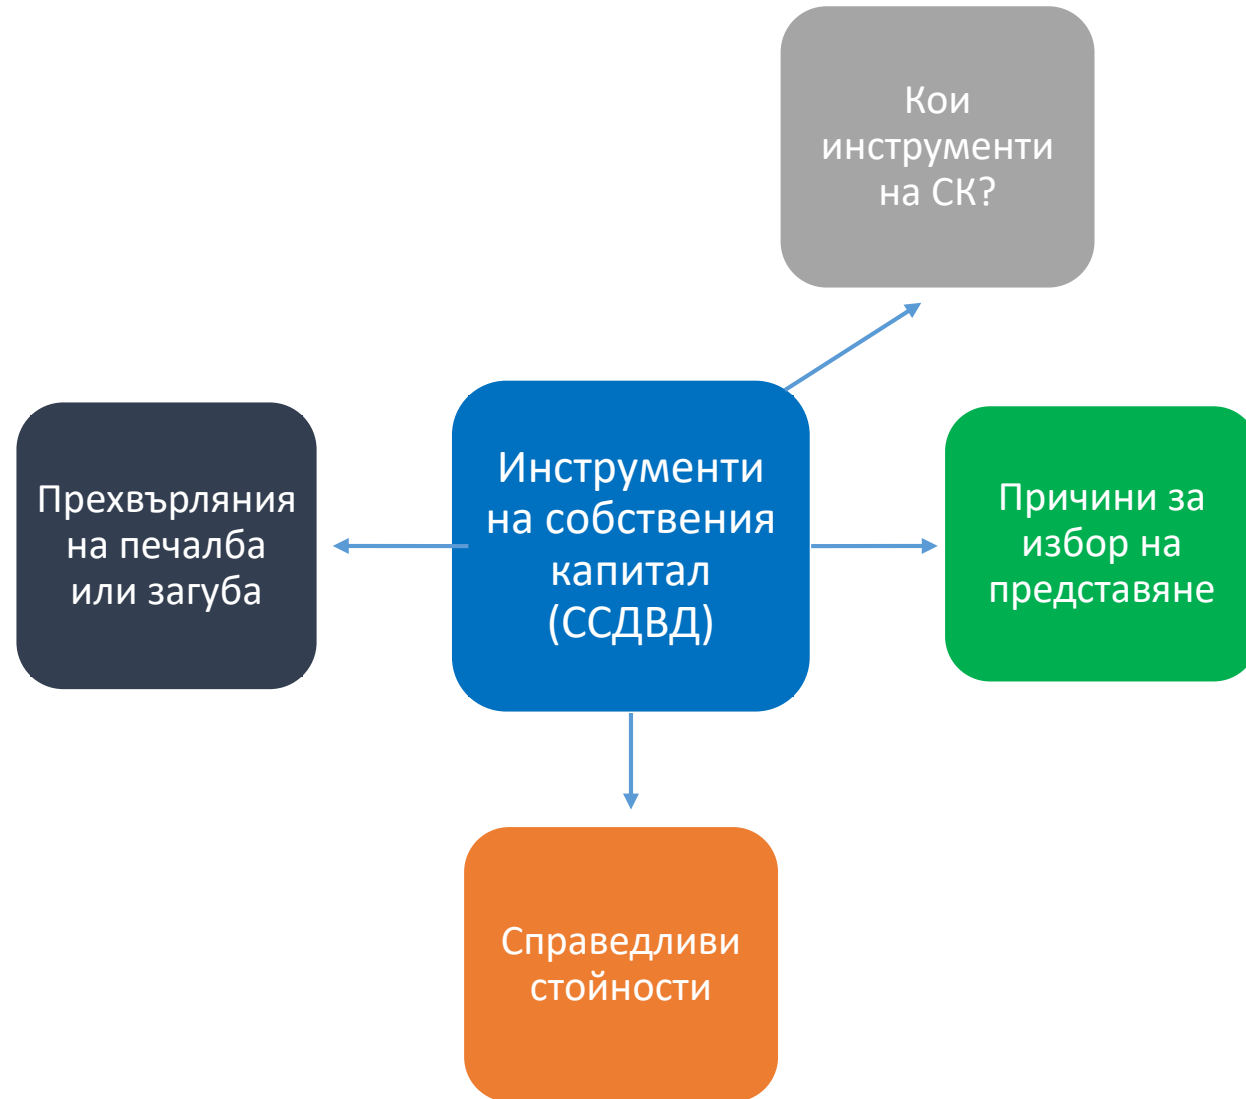 Кои
инструменти
на СК?
Инструменти
на собствения
капитал
(ССДВД)
Прехвърляния
на печалба
или загуба
Причини за
избор на
представяне
Справедливи
стойности